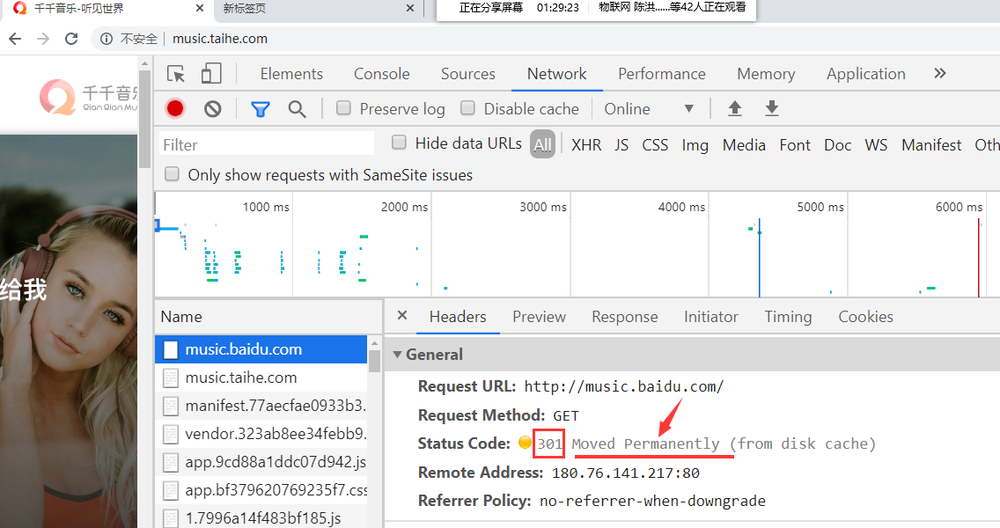 千千音乐-听见世界
新标签页
正在分享屏幕 01:29:23 物联网 陈洪......等42人正在观看
不安全 music.taihe.com
千千音乐
Qian Qian Mu
Elements Console Sources Network Performance Memory Application
Preserve log Disable cache Online
Filter Hide data URLs All XHR JS CSS Img Media Font Doc WS Manifest Oth
Only show requests with SameSite issues
1000 ms 2000 ms 3000 ms 4000 ms 5000 ms 6000 ms
给我
Name
music.baidu.com
music.taihe.com
manifest.77aecfae0933b3.
vendor.323ab8ee34febb9.
app.9cd88a1ddc07d942.js
app.bf379620769235f7.css
1.7996a14f483bf185.js
Headers Preview Response Initiator Timing Cookies
General
Request URL: http://music.baidu.com/
Request Method: GET
Status Code: 301 Moved Permanently (from disk cache)
Remote Address: 180.76.141.217:80
Referrer Policy: no-referrer-when-downgrade